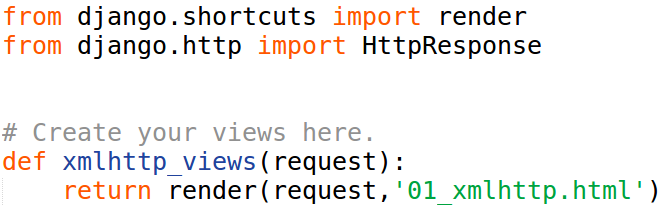 from django.shortcuts import render
from django.http import HttpResponse
# Create your views here.
def xmlhttp_views(request):
    return render(request,'01_xmlhttp.html')